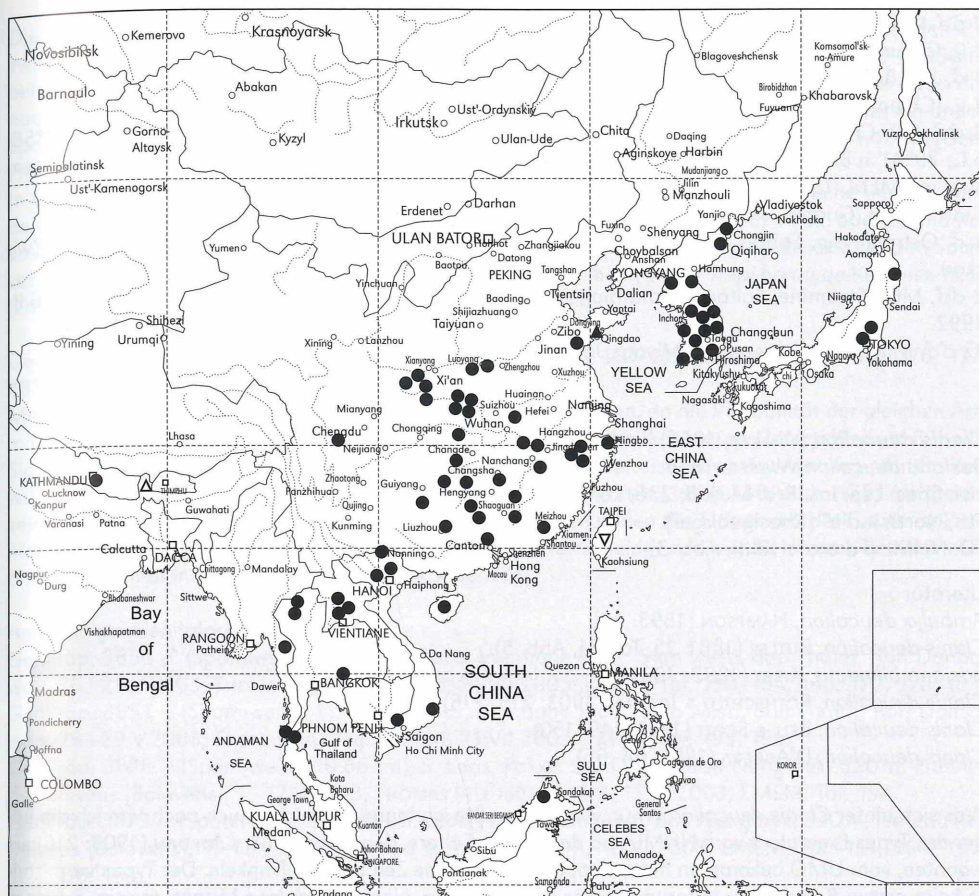 Kemerovo
Krasnoyarsk
Blagoveshchensk
Komsomol'sk
na-Amure
Novosibirsk
Birobidzhan
Abakan
Khabarovsk
Fuyuan
Barnaulo
Ust'-Ordynskiy
Irkutsk
Gorno
Altaysk
Kyzyl
Ulan-Ude
Chita
Daqing
Yuzno-Sakhalinsk
Aginskoye
Harbin
Semipalatinsk
Mudanjiang
Ust'-Kamenogorsk
Jilin
Manzhouli
Darhan
Vladivostok
Sapporo
Erdenet
Yanji
Nakhodka
Fuxin
Shenyang
Chongjin
Hakodate
ULAN BATOR
Hohhot
Zhangjiakou
Choybalsan
Qiqihar
Aomori
Yumen
Anshan
Datong
PYONGYANG
Hamhung
Baotou
PEKING
Tangshan
JAPAN
SEA
Yinchuan
Tientsin
Dalian
Baoding
Sendai
Shijiazhuang
Yantai
Inchon
Niigata
Shihezi
Taiyuan
Zibo
Dongying
Changchun
Yining
Urumqi
Xining
Lanzhou
Jinan
Qingdao
Taegu
TOKYO
Pusan
Kobe
Nagoya
Yokohama
Xianyang
Luoyang
Zhengzhou
Xuzhou
YELLOW
SEA
Hiroshima
Kitakyushu
Osaka
Xi'an
Huainan
Fukuoka
Suizhou
Nanjing
Nagasaki
Kagoshima
Mianyang
Hefei
Shanghai
Wuhan
Chengdu
Chongqing
Hangzhou
Ningbo
EAST
CHINA
SEA
Lhasa
Neijiang
Changde
Nanchang
Changsha
KATHMANDU
Zhaotong
Guiyang
Lucknow
THIMPHU
Panzhihua
Hengyang
Fuzhou
Kanpur
Guwahati
Qujing
Shaoguan
TAIPEI
Varanasi
Patna
Kunming
Liuzhou
Meizhou
Xiamen
Shantou
Calcutta
DACCA
Nanning
Canton
Shenzhen
Kaohsiung
Chittagong
Mandalay
HANOI
Macau
Hong
Kong
Haiphong
Nagpur
Durg
Bhubaneshwar
Sittwe
Bay
of
Bengal
VIENTIANE
Vishakhapatman
RANGOON
Pathein
Da Nang
SOUTH
CHINA
SEA
Quezon City
MANILA
Madras
Dawei
BANGKOK
Pondicherry
PHNOM PENH
Saigon
Ho Chi Minh City
ANDAMAN
SEA
Gulf of
Thailand
Jaffna
SULU
SEA
Cagayan de Oro
COLOMBO
Kota
Baharu
Davao
KOROR
Galle
George Town
Sandakan
General
Santos
BANDAR SERI BEGAWAN
KUALA LUMPUR
Kuantan
Tawau
CELEBES
SEA
Medan
Johor Baharu
SINGAPORE
Sibu
Manado
Pontianak
Padang
Samarinda
Palu